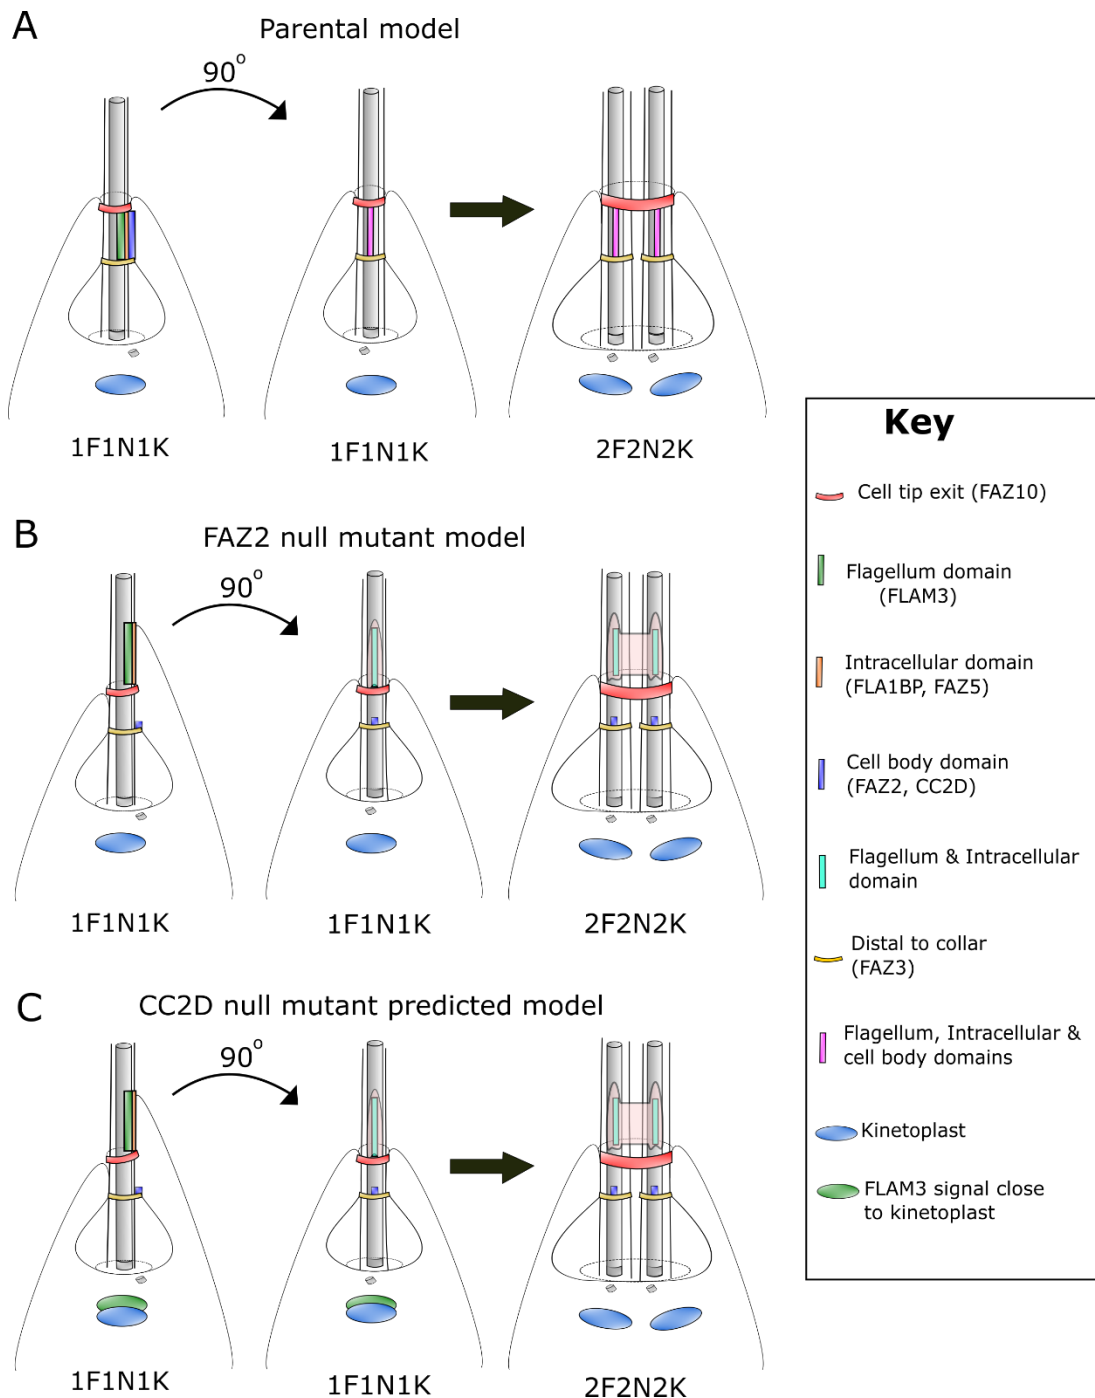 A
Parental model
90°
1F1N1K
1F1N1K
2F2N2K
B
FAZ2 null mutant model
90°
1F1N1K
1F1N1K
2F2N2K
C
CC2D null mutant predicted model
90°
1F1N1K
1F1N1K
2F2N2K
Key
Cell tip exit (FAZ10)
Flagellum domain
(FLAM3)
Intracellular domain
(FLA1BP, FAZ5)
Cell body domain
(FAZ2, CC2D)
Flagellum & Intracellular
domain
Distal to collar
(FAZ3)
Flagellum, Intracellular &
cell body domains
Kinetoplast
FLAM3 signal close
to kinetoplast